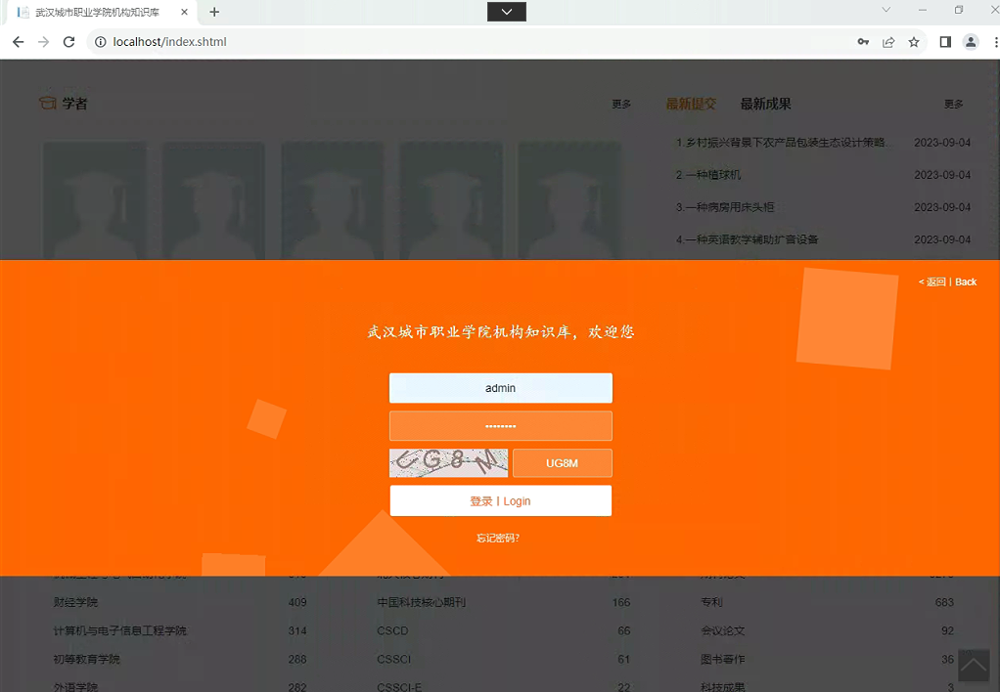 武汉城市职业学院机构知识库
localhost/index.shtml
学者 更多 最新提交 最新成果 更多
1.乡村振兴背景下农产品包装生态设计策略... 2023-09-04
2.一种植球机 2023-09-04
3.一种病房用床头柜 2023-09-04
4.一种英语教学辅助扩音设备 2023-09-04
< 返回 | Back
武汉城市职业学院机构知识库，欢迎您
admin
••••••••
UG8M UG8M
登录 | Login
忘记密码?
财经学院 409 中国科技核心期刊 166 专利 683
计算机与电子信息工程学院 314 CSCD 66 会议论文 92
初等教育学院 288 CSSCI 61 图书著作 36
外语学院 282 CSSCI-E 22 科技成果 3